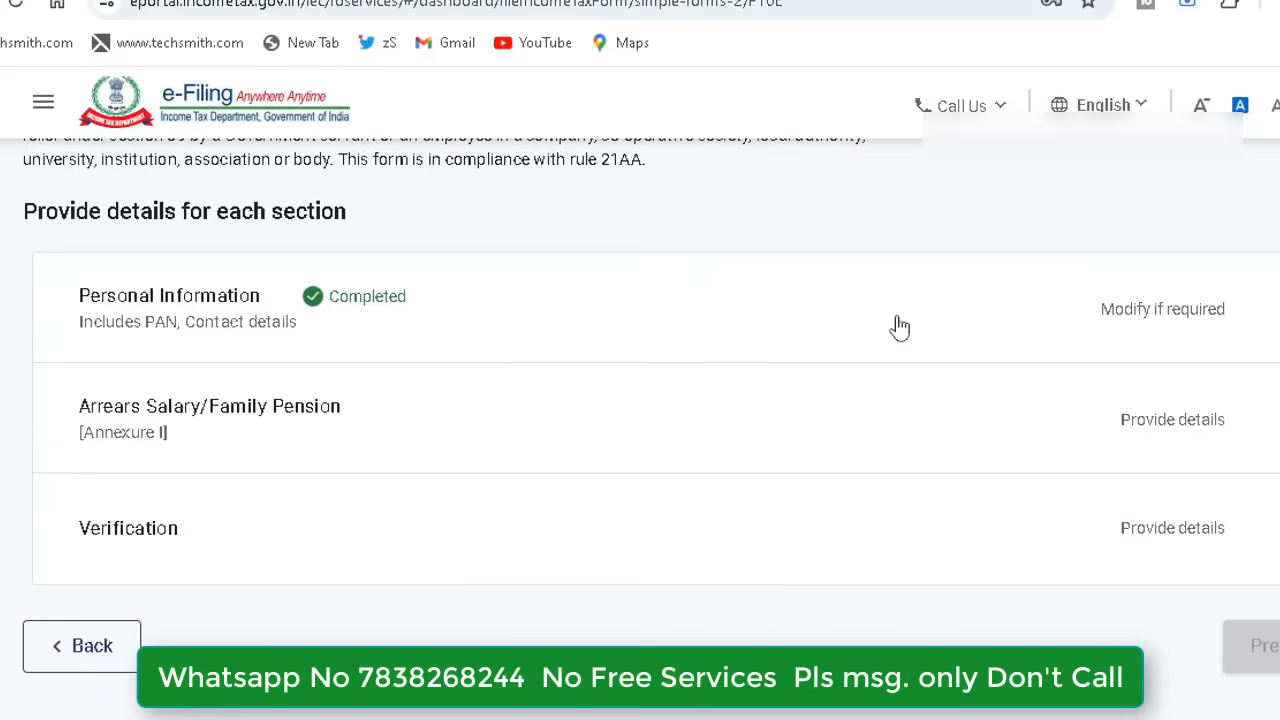 eportal.incometax.gov.in/iec/foservices/#/dashboard/fileIncomeTaxForm/simple-forms-2/F10E
hsmith.com www.techsmith.com New Tab zS Gmail YouTube Maps
e-Filing Anywhere Anytime
Income Tax Department, Government of India
Call Us English A A
university, institution, association or body. This form is in compliance with rule 21AA.
Provide details for each section
Personal Information Completed
Includes PAN, Contact details
Modify if required
Arrears Salary/Family Pension
[Annexure I]
Provide details
Verification
Provide details
Back
Pre
Whatsapp No 7838268244 No Free Services Pls msg. only Don't Call